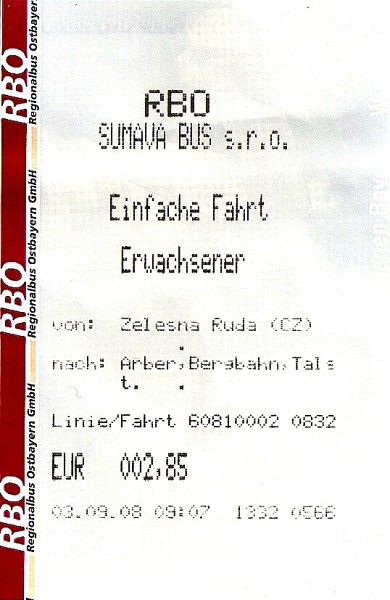 RBO
SUMAVA BUS s.r.o.
Einfache Fahrt
Erwachsener
von: Zelesna Ruda (CZ)
nach: Arber,Bergbahn,Tals
t.
Linie/Fahrt 60810002 0832
EUR 002,85
03.09.08 09:07 1332 0566
RBO Regionalbus Ostbayern GmbH
RBO Regionalbus Ostbayern GmbH
RBO Regionalbus Ostbayer